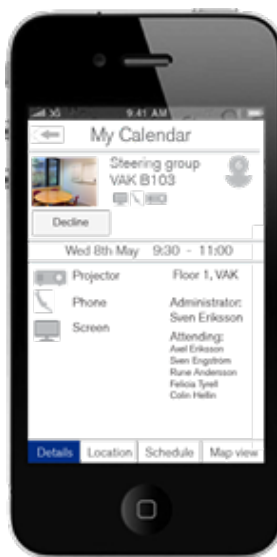 3G 9:41 AM
My Calendar
Steering group
VAK B103
Decline
Wed 8th May 9:30 - 11:00
Projector
Phone
Screen
Floor 1, VAK
Administrator:
Sven Eriksson
Attending:
Axel Eriksson
Sven Engström
Rune Andersson
Felicia Tyrell
Colin Hellin
Details Location Schedule Map view